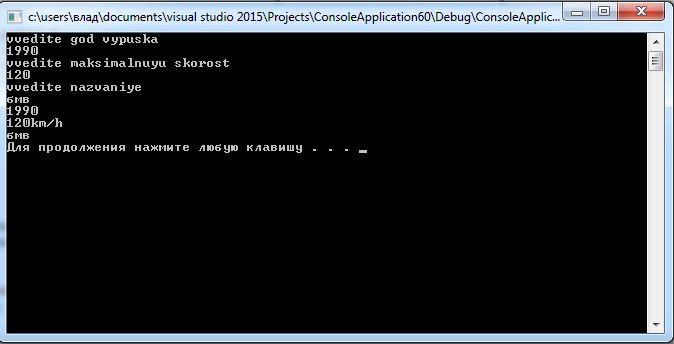 c:\users\влад\documents\visual studio 2015\Projects\ConsoleApplication60\Debug\ConsoleApplic...
vvedite god vypuska
1990
vvedite maksimalnuyu skorost
120
vvedite nazvaniye
бмв
1990
120km/h
бмв
Для продолжения нажмите любую клавишу . . .